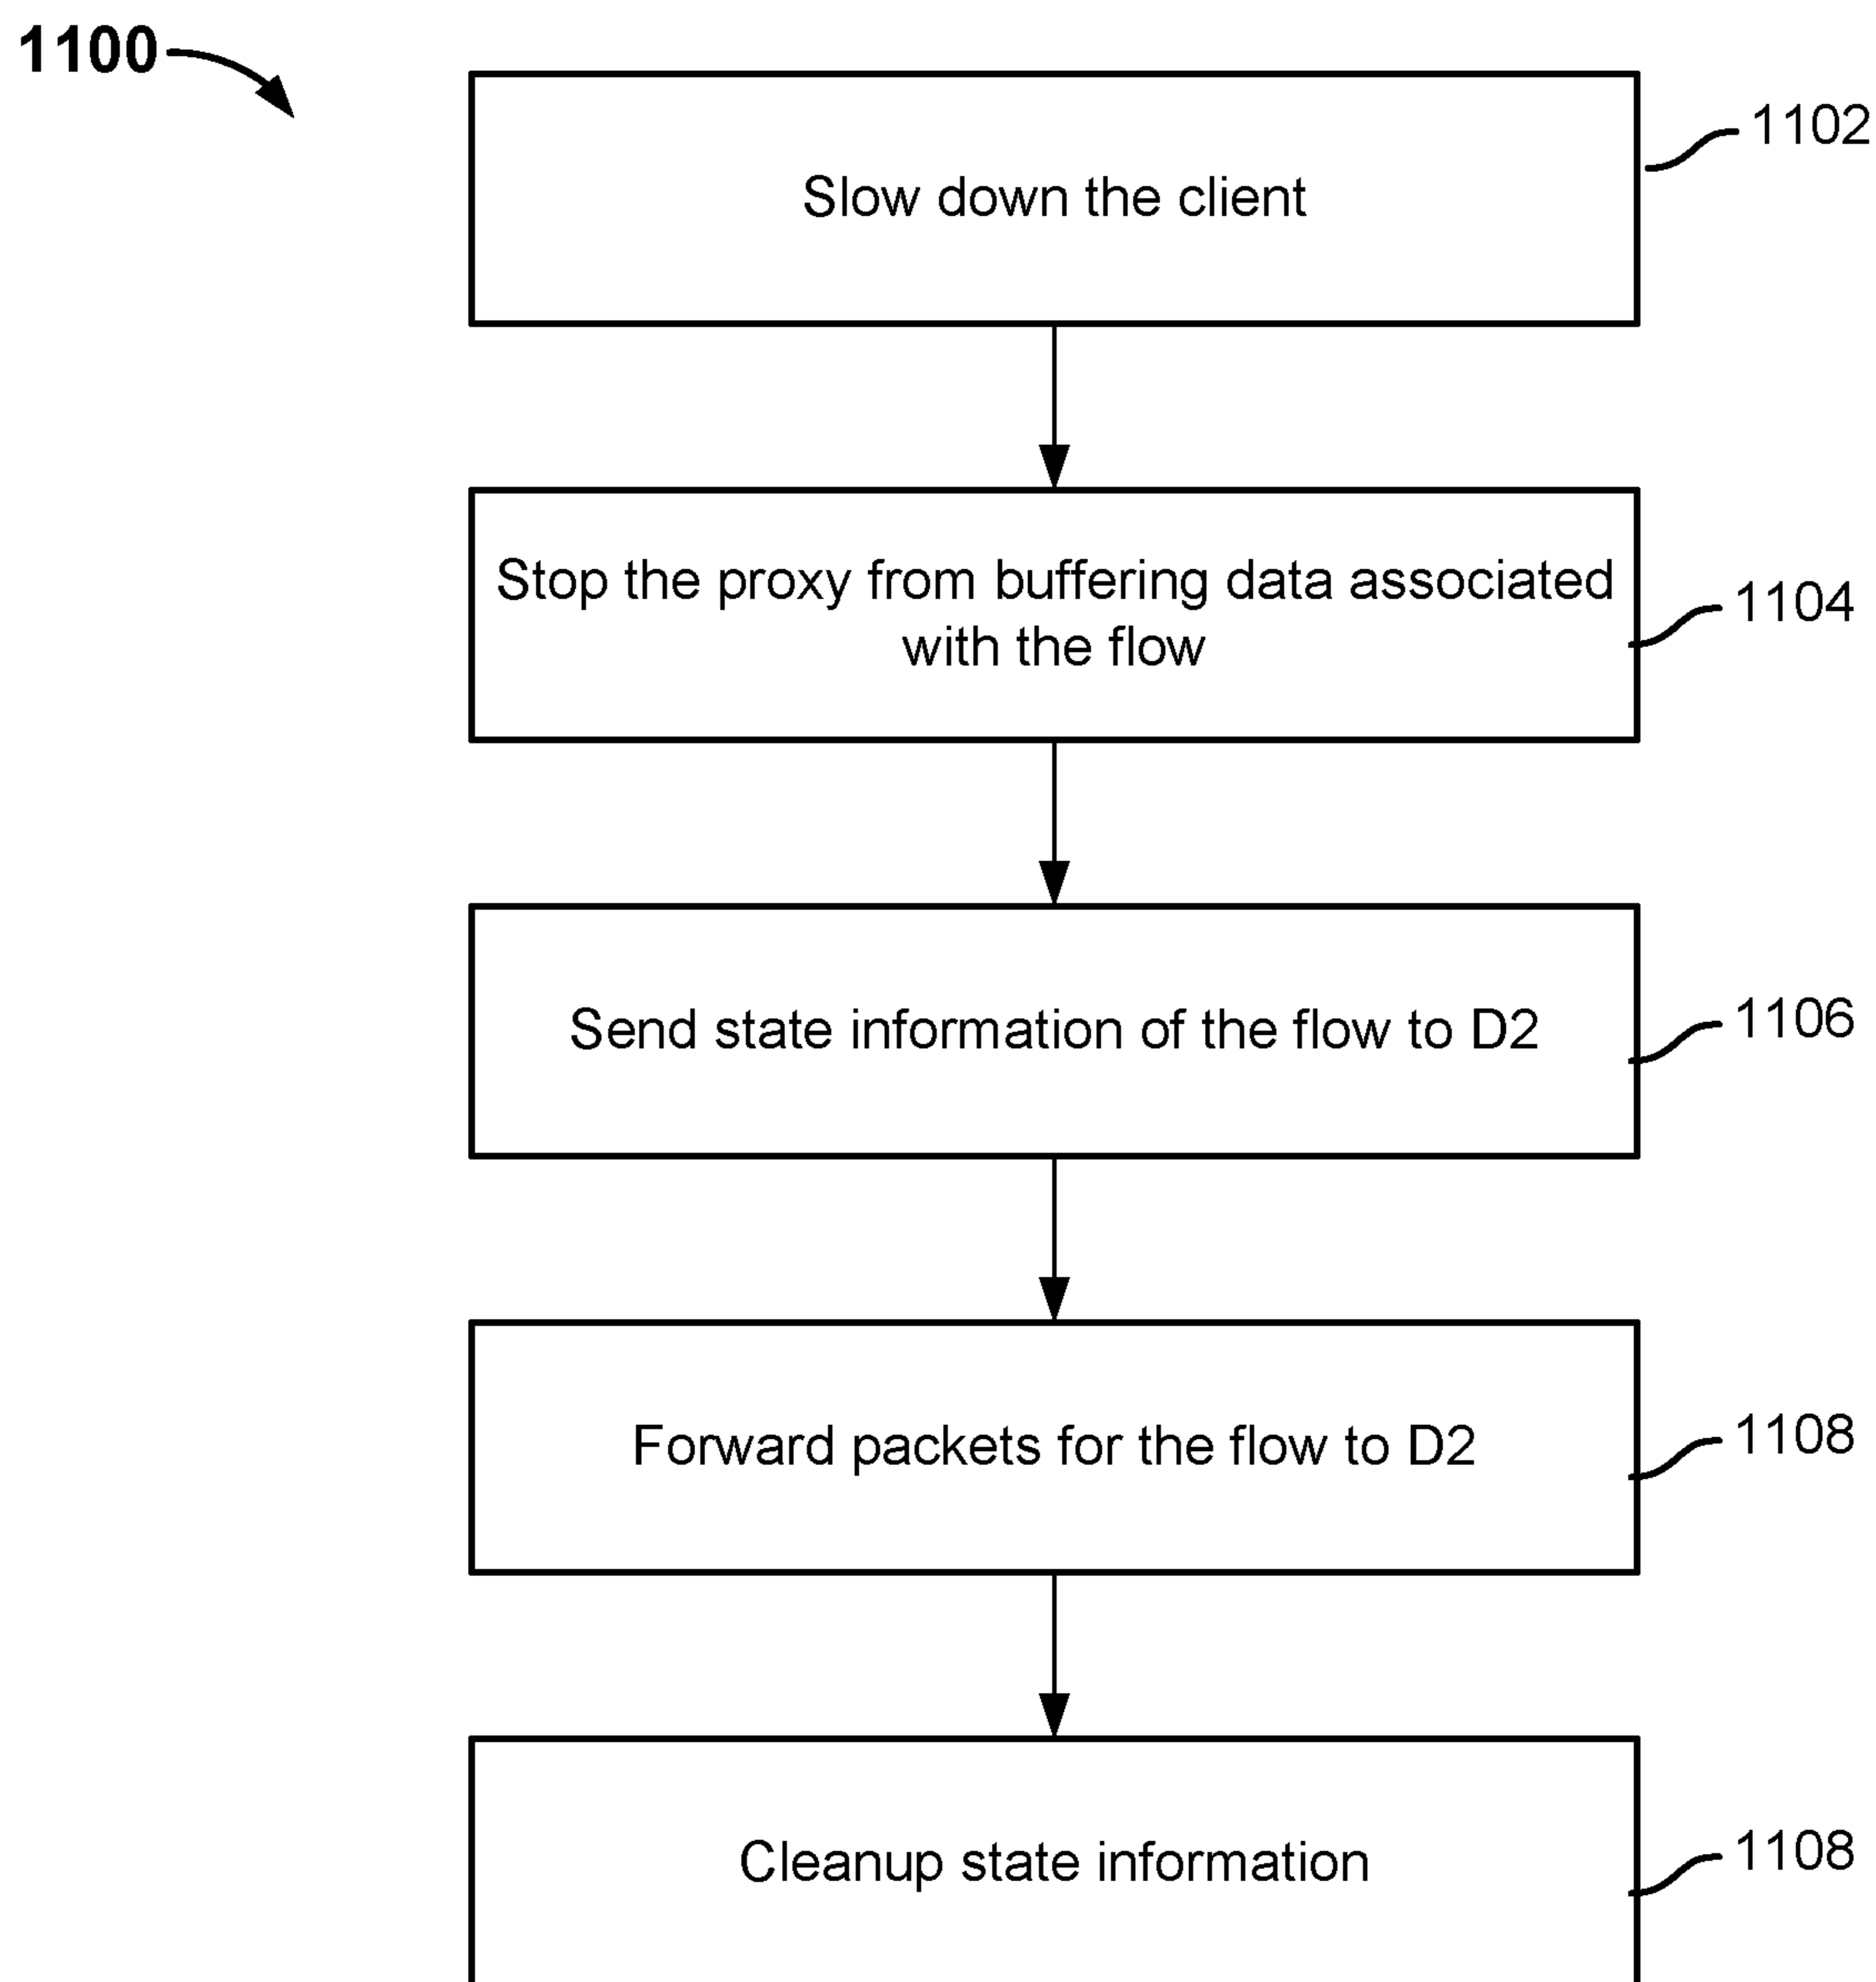 1100
Slow down the client
1102
Stop the proxy from buffering data associated
with the flow
1104
Send state information of the flow to D2
1106
Forward packets for the flow to D2
1108
Cleanup state information
1108